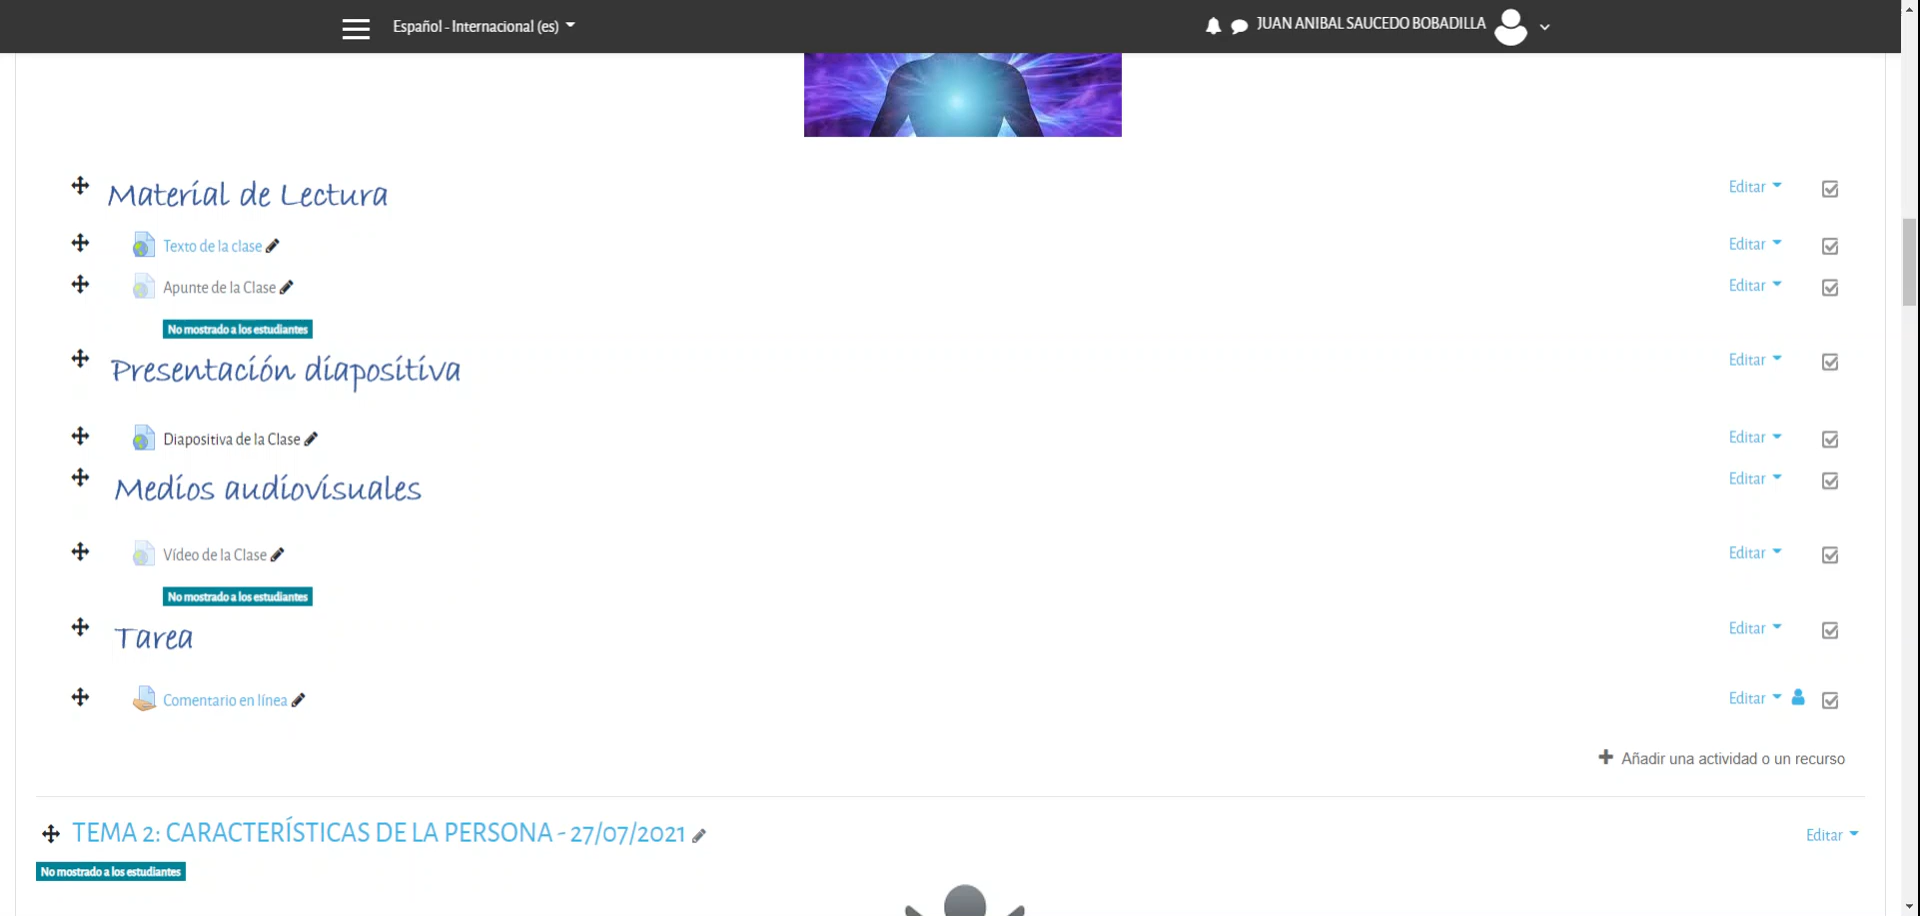 Español - Internacional (es)
JUAN ANIBAL SAUCEDO BOBADILLA
Material de Lectura
Editar
Texto de la clase
Editar
Apunte de la Clase
Editar
No mostrado a los estudiantes
Presentación diapositiva
Editar
Diapositiva de la Clase
Editar
Medios audiovisuales
Editar
Vídeo de la Clase
Editar
No mostrado a los estudiantes
Tarea
Editar
Comentario en línea
Editar
Añadir una actividad o un recurso
TEMA 2: CARACTERÍSTICAS DE LA PERSONA - 27/07/2021
Editar
No mostrado a los estudiantes